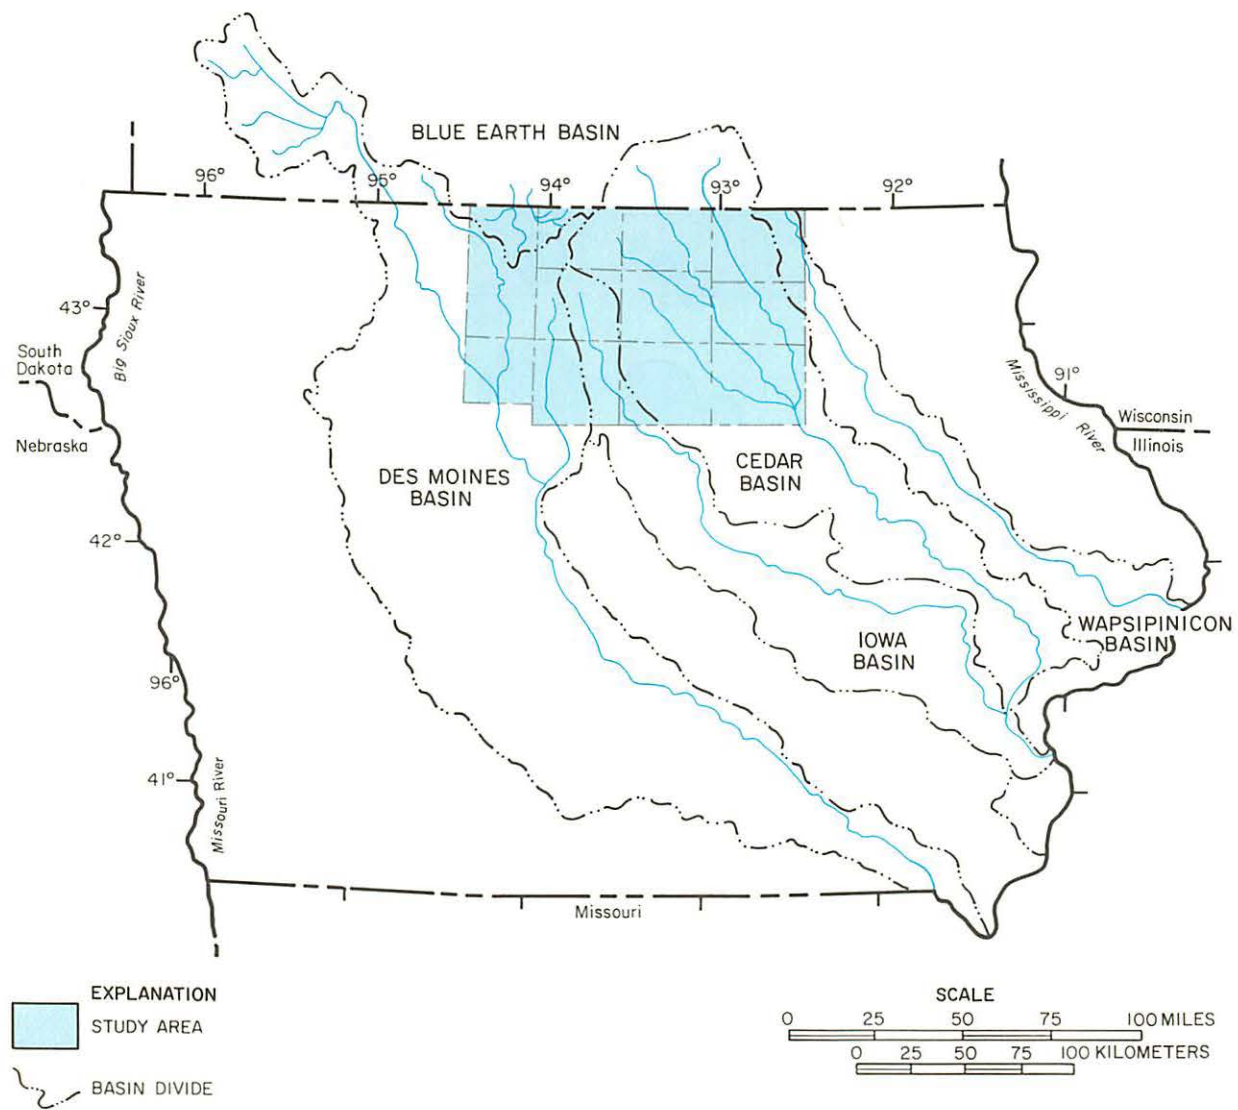 BLUE EARTH BASIN
96°
95°
94°
93°
92°
43°
Big Sioux River
South
Dakota
Nebraska
91°
Mississippi River
Wisconsin
Illinois
DES MOINES
BASIN
CEDAR
BASIN
42°
IOWA
BASIN
WAPSIPINICON
BASIN
96°
41°
Missouri River
Missouri
EXPLANATION
STUDY AREA
BASIN DIVIDE
SCALE
0 25 50 75 100 MILES
0 25 50 75 100 KILOMETERS